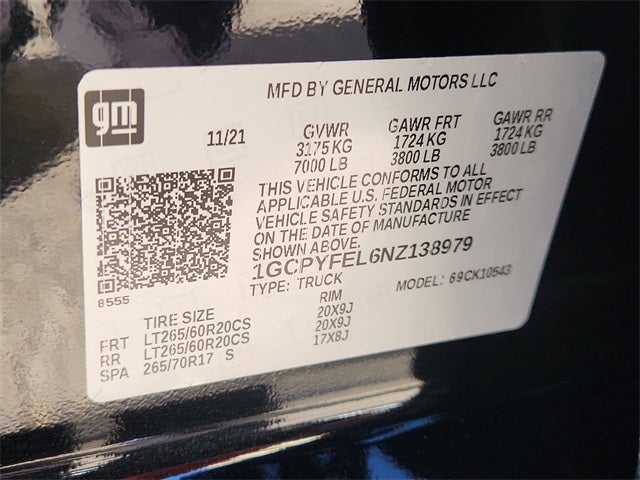 gm
MFD BY GENERAL MOTORS LLC
11/21 GVWR GAWR FRT GAWR RR
3175 KG 1724 KG 1724 KG
7000 LB 3800 LB 3800 LB
THIS VEHICLE CONFORMS TO ALL
APPLICABLE U.S. FEDERAL MOTOR
VEHICLE SAFETY STANDARDS IN EFFECT
ON THE DATE OF MANUFACTURE
SHOWN ABOVE.
1GCPYFEL6NZ138979
8555
TYPE: TRUCK MODEL: 69CK10543
TIRE SIZE RIM
FRT LT265/60R20CS 20X9J
RR LT265/60R20CS 20X9J
SPA 265/70R17 S 17X8J